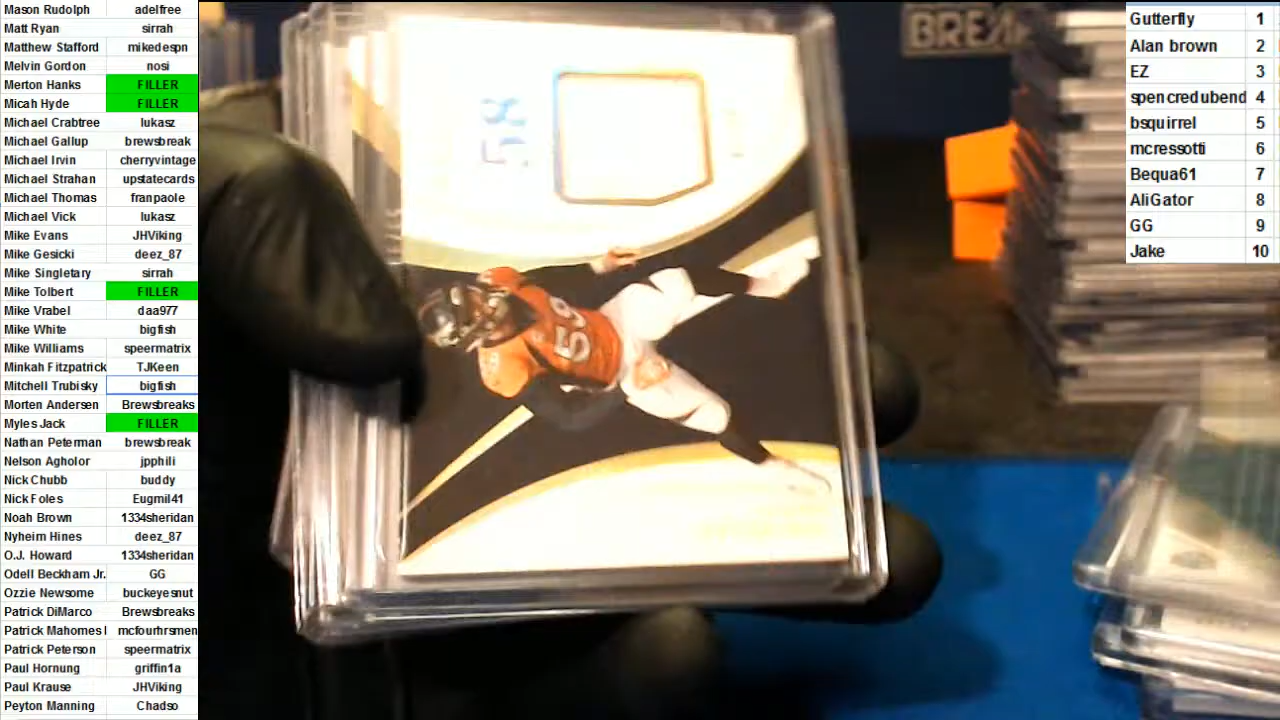 Mason Rudolph adelfree
Matt Ryan sirrah
Matthew Stafford mikedespn
Melvin Gordon nosi
Merton Hanks FILLER
Micah Hyde FILLER
Michael Crabtree lukasz
Michael Gallup brewsbreak
Michael Irvin cherryvintage
Michael Strahan upstatecards
Michael Thomas franpaole
Michael Vick lukasz
Mike Evans JHViking
Mike Gesicki deez_87
Mike Singletary sirrah
Mike Tolbert FILLER
Mike Vrabel daa977
Mike White bigfish
Mike Williams speermatrix
Minkah Fitzpatrick TJKeen
Mitchell Trubisky bigfish
Morten Andersen Brewsbreaks
Myles Jack FILLER
Nathan Peterman brewsbreak
Nelson Agholor jpphili
Nick Chubb buddy
Nick Foles Eugmil41
Noah Brown 1334sheridan
Nyheim Hines deez_87
O.J. Howard 1334sheridan
Odell Beckham Jr. GG
Ozzie Newsome buckeyesnut
Patrick DiMarco Brewsbreaks
Patrick Mahomes I mcfourhrsmen
Patrick Peterson speermatrix
Paul Hornung griffin1a
Paul Krause JHViking
Peyton Manning Chadso
58
58
BREAK
Gutterfly 1
Alan brown 2
EZ 3
spencredubend 4
bsquirrel 5
mcressotti 6
Bequa61 7
AliGator 8
GG 9
Jake 10